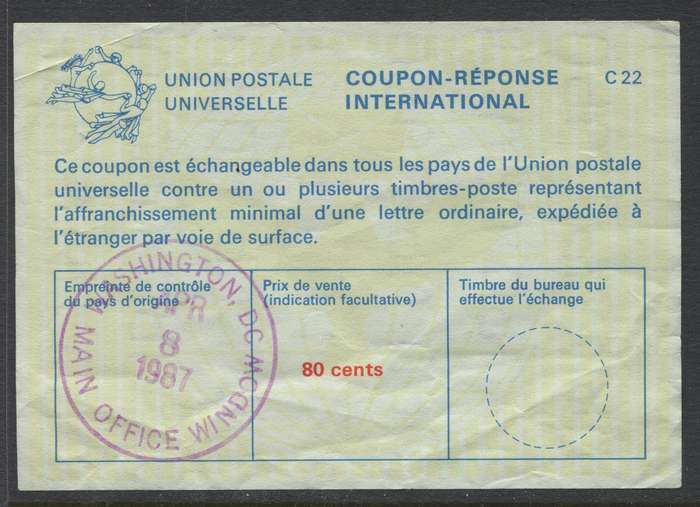 UNION POSTALE
UNIVERSELLE
COUPON-RÉPONSE
INTERNATIONAL
C 22
Ce coupon est échangeable dans tous les pays de l'Union postale
universelle contre un ou plusieurs timbres-poste représentant
l'affranchissement minimal d'une lettre ordinaire, expédiée à
l'étranger par voie de surface.
Empreinte de contrôle
du pays d'origine
Prix de vente
(indication facultative)
Timbre du bureau qui
effectue l'échange
80 cents
WASHINGTON, DC
MAIN OFFICE WINDOW
APR
8
1987